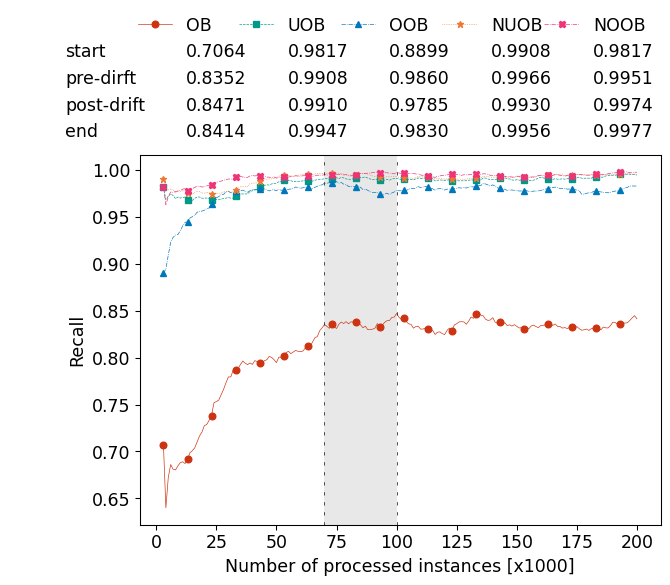 OB UOB OOB NUOB NOOB
start 0.7064 0.9817 0.8899 0.9908 0.9817
pre-dirft 0.8352 0.9908 0.9860 0.9966 0.9951
post-drift 0.8471 0.9910 0.9785 0.9930 0.9974
end 0.8414 0.9947 0.9830 0.9956 0.9977
1.00
0.95
0.90
0.85
0.80
0.75
0.70
0.65
Recall
0 25 50 75 100 125 150 175 200
Number of processed instances [x1000]